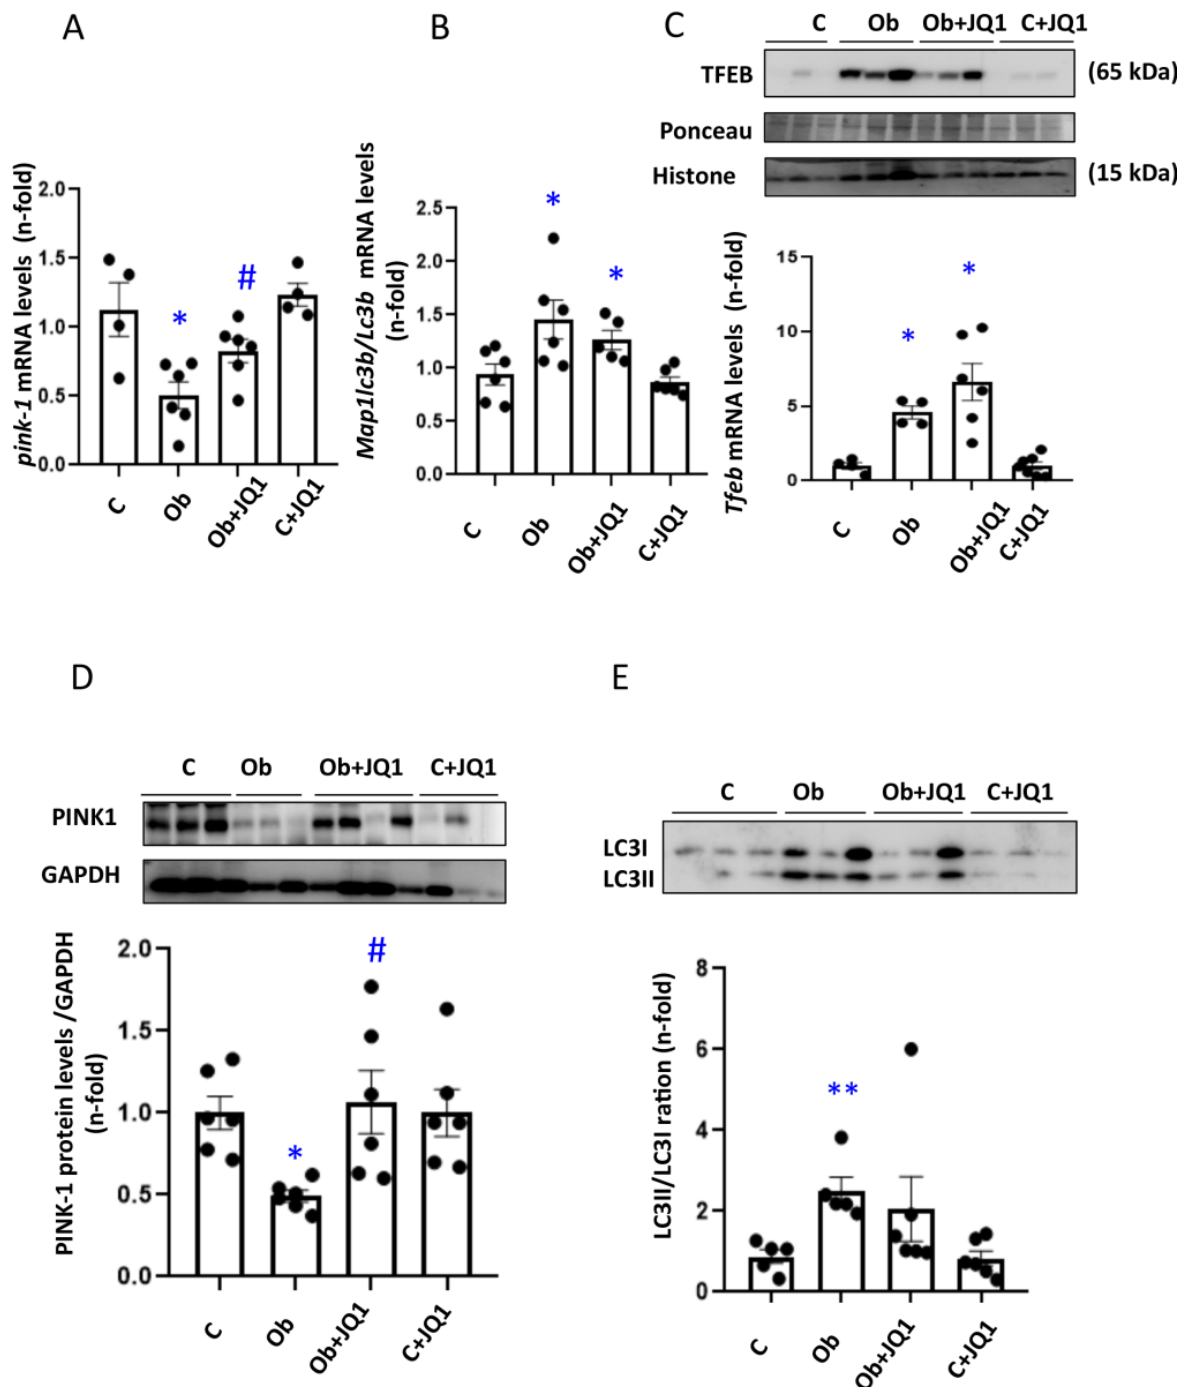 A
B
C
C Ob Ob+JQ1 C+JQ1
TFEB (65 kDa)
Ponceau
Histone (15 kDa)
pink-1 mRNA levels (n-fold)
2.0
1.5
1.0
0.5
0.0
*
#
C Ob Ob+JQ1 C+JQ1
Map1lc3b/Lc3b mRNA levels
(n-fold)
2.5
2.0
1.5
1.0
0.5
0.0
*
*
C Ob Ob+JQ1 C+JQ1
Tfeb mRNA levels (n-fold)
15
10
5
0
*
*
C Ob Ob+JQ1 C+JQ1
D
E
C Ob Ob+JQ1 C+JQ1
PINK1
GAPDH
PINK-1 protein levels /GAPDH
(n-fold)
2.0
1.5
1.0
0.5
0.0
*
#
C Ob Ob+JQ1 C+JQ1
C Ob Ob+JQ1 C+JQ1
LC3I
LC3II
LC3II/LC3I ration (n-fold)
8
6
4
2
0
**
C Ob Ob+JQ1 C+JQ1